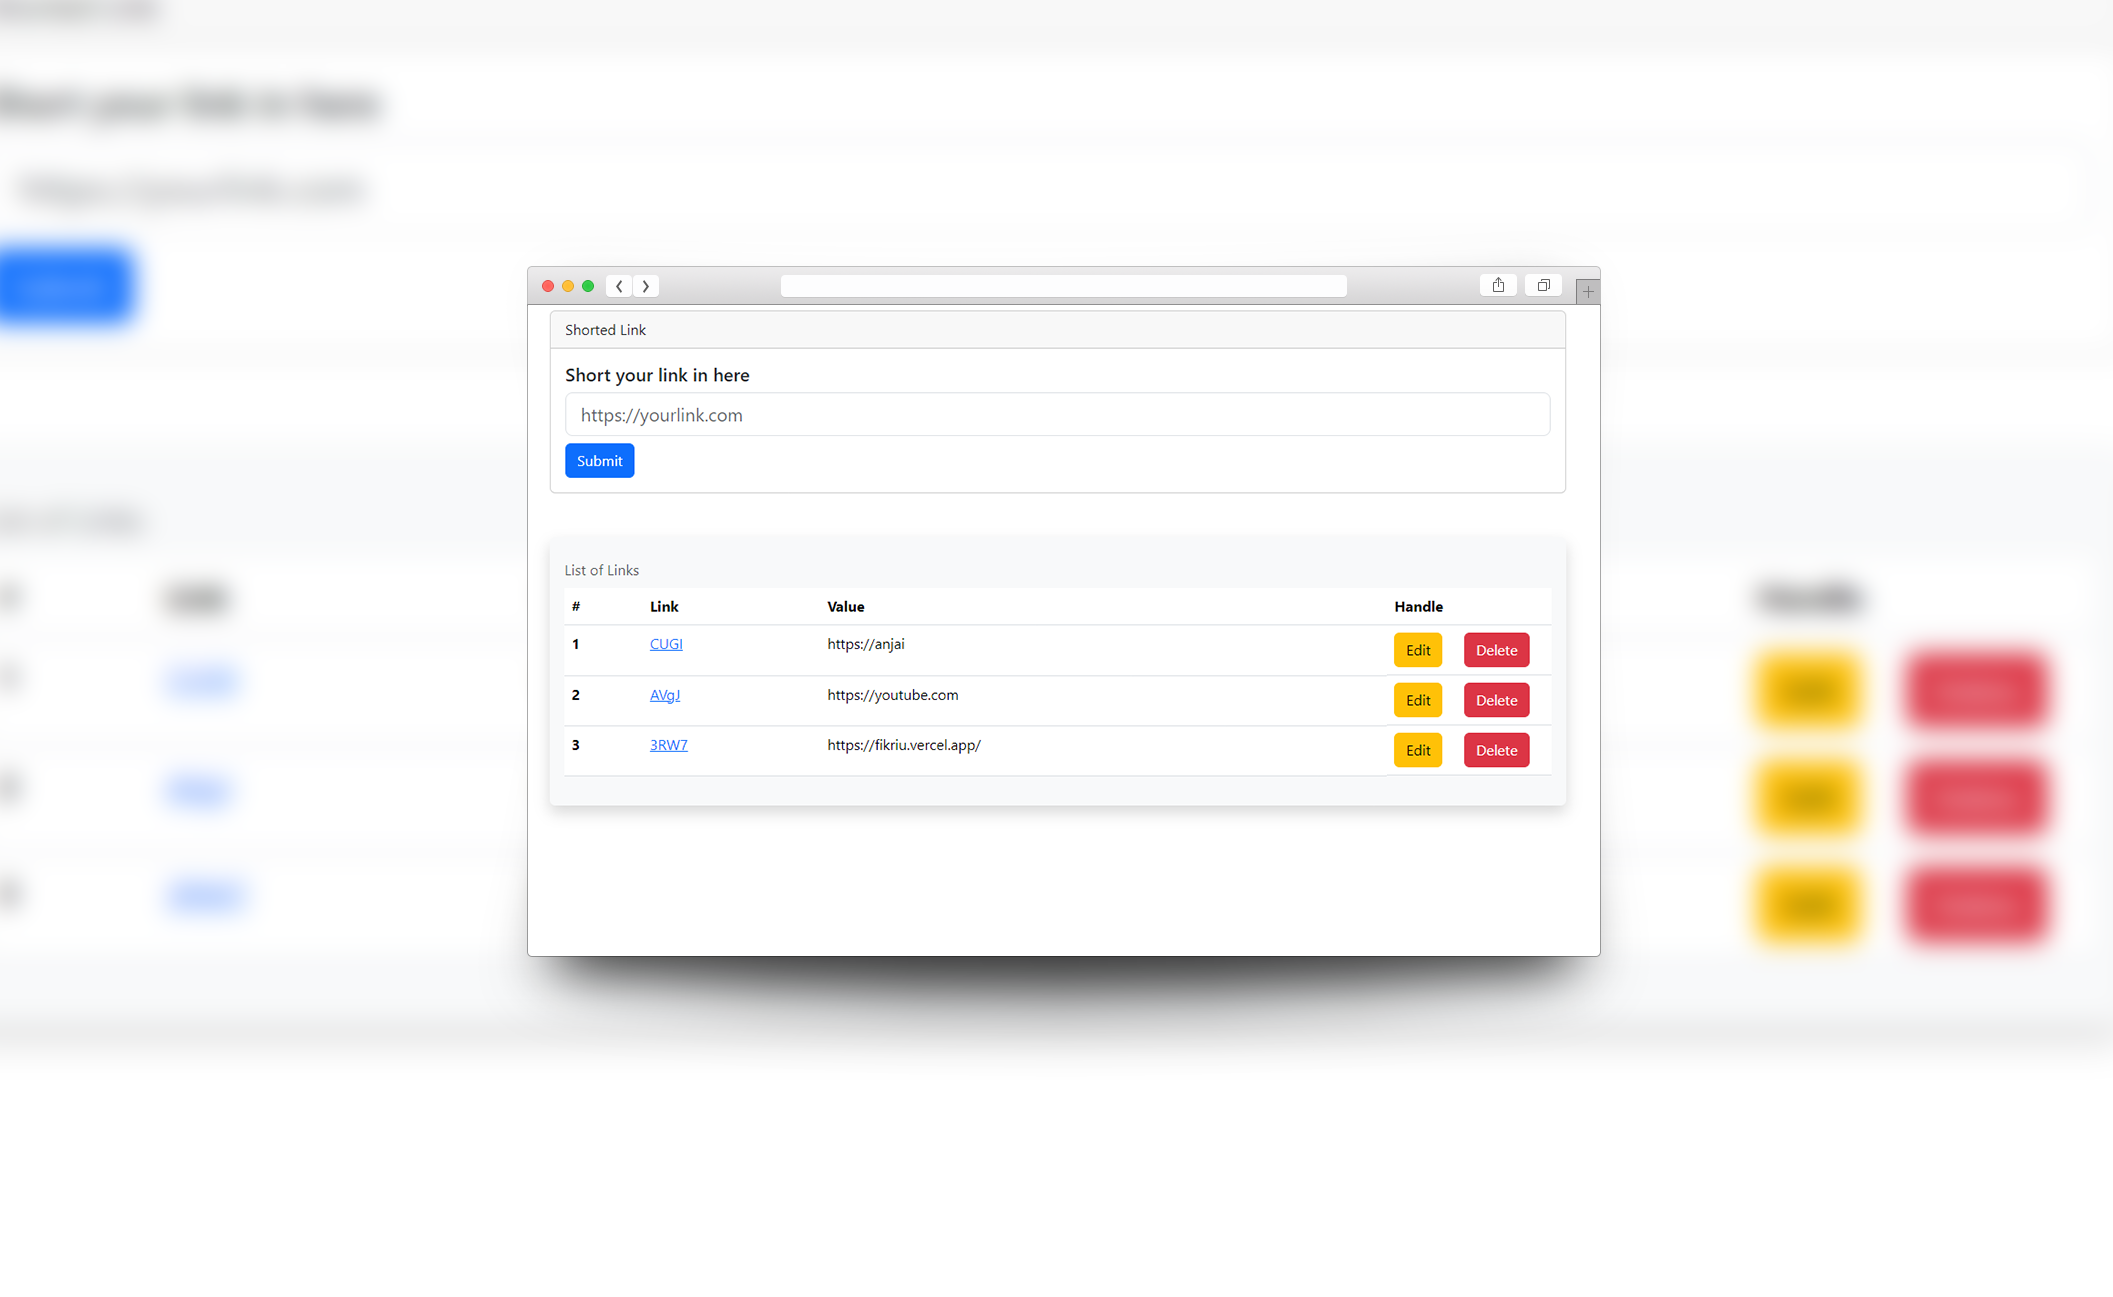 Shorted Link
Short your link in here
https://yourlink.com
Submit
List of Links
# Link Value Handle
1 CUGI https://anjai Edit Delete
2 AVgJ https://youtube.com Edit Delete
3 3RW7 https://fikriu.vercel.app/ Edit Delete